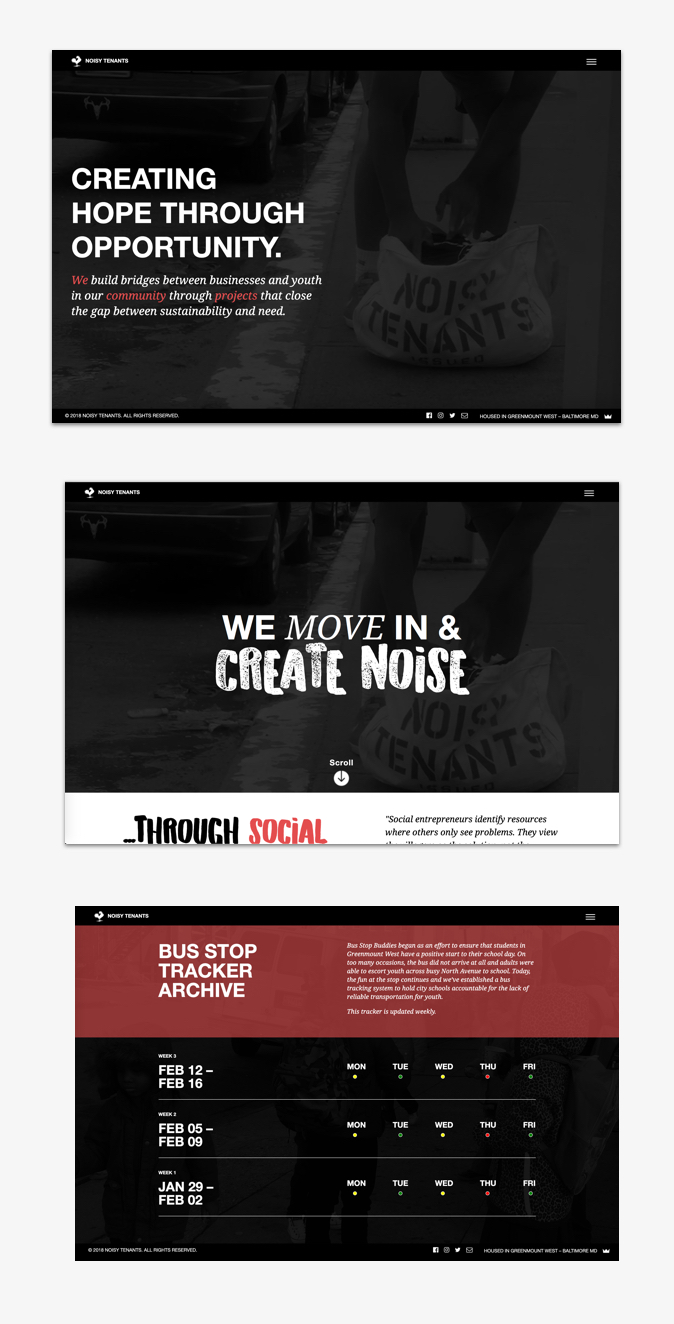 NOISY TENANTS
CREATING
HOPE THROUGH
OPPORTUNITY.
We build bridges between businesses and youth
in our community through projects that close
the gap between sustainability and need.
NOISY
TENANTS
ISSUED
© 2018 NOISY TENANTS. ALL RIGHTS RESERVED.
HOUSED IN GREENMOUNT WEST – BALTIMORE MD
NOISY TENANTS
WE MOVE IN &
CREATE NOISE
NOISY
TENANTS
Scroll
...THROUGH SOCIAL
"Social entrepreneurs identify resources
where others only see problems. They view
NOISY TENANTS
BUS STOP
TRACKER
ARCHIVE
Bus Stop Buddies began as an effort to ensure that students in
Greenmount West have a positive start to their school day. On
too many occasions, the bus did not arrive at all and adults were
able to escort youth across busy North Avenue to school. Today,
the fun at the stop continues and we've established a bus
tracking system to hold city schools accountable for the lack of
reliable transportation for youth.
This tracker is updated weekly.
WEEK 3
FEB 12 –
FEB 16
MON TUE WED THU FRI
WEEK 2
FEB 05 –
FEB 09
MON TUE WED THU FRI
WEEK 1
JAN 29 –
FEB 02
MON TUE WED THU FRI
© 2018 NOISY TENANTS. ALL RIGHTS RESERVED.
HOUSED IN GREENMOUNT WEST – BALTIMORE MD